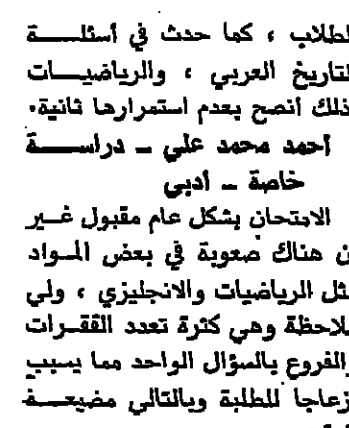 لطلاب ، كما حدث في أسئلة
لتاريخ العربي ، والرياضيات
ذلك أنصح بعدم استمرارها ثانية.
أحمد محمد علي - دراسة
خاصة - أدبي
الامتحان بشكل عام مقبول غير
ن هناك صعوبة في بعض المواد
ثل الرياضيات والانجليزي ، ولي
لاحظة وهي كثرة تعدد الفقرات
الفروع بالسؤال الواحد مما يسبب
زعاجا للطلبة وبالتالي مضيعة